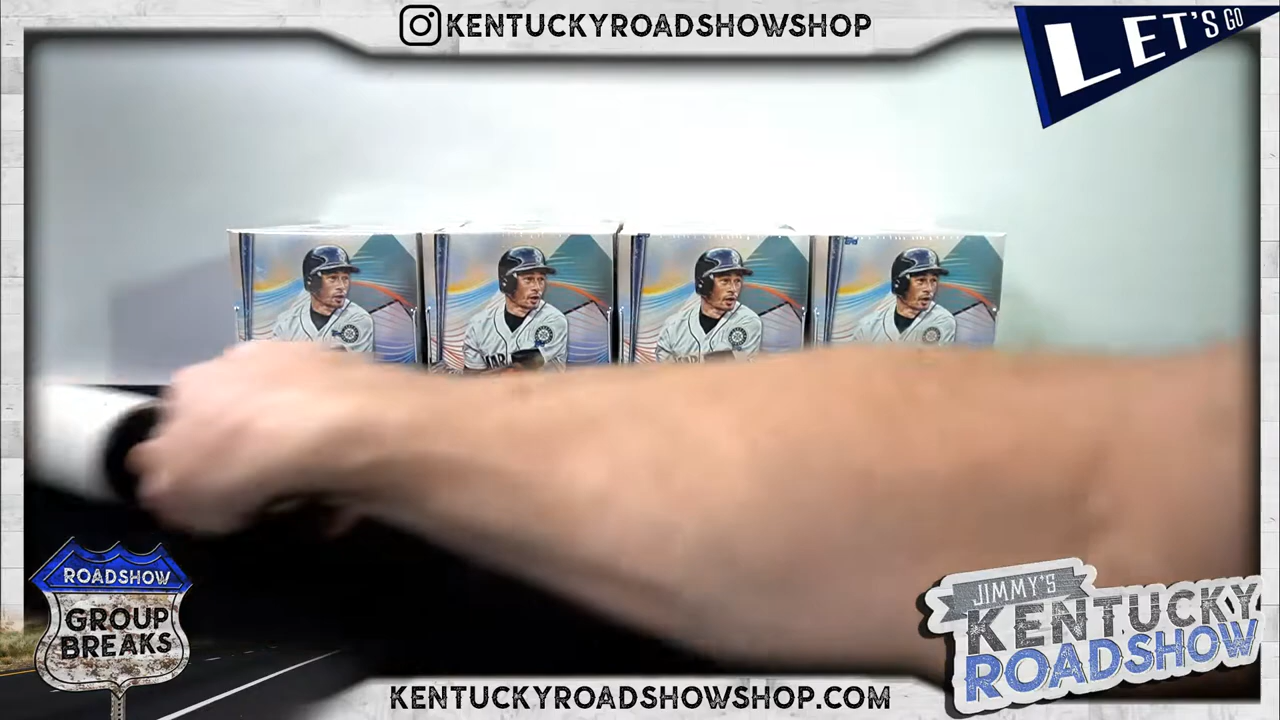 KENTUCKYROADSHOWSHOP
LET'S GO
ROADSHOW
GROUP
BREAKS
JIMMY'S
KENTUCKY
ROADSHOW
KENTUCKYROADSHOWSHOP.COM